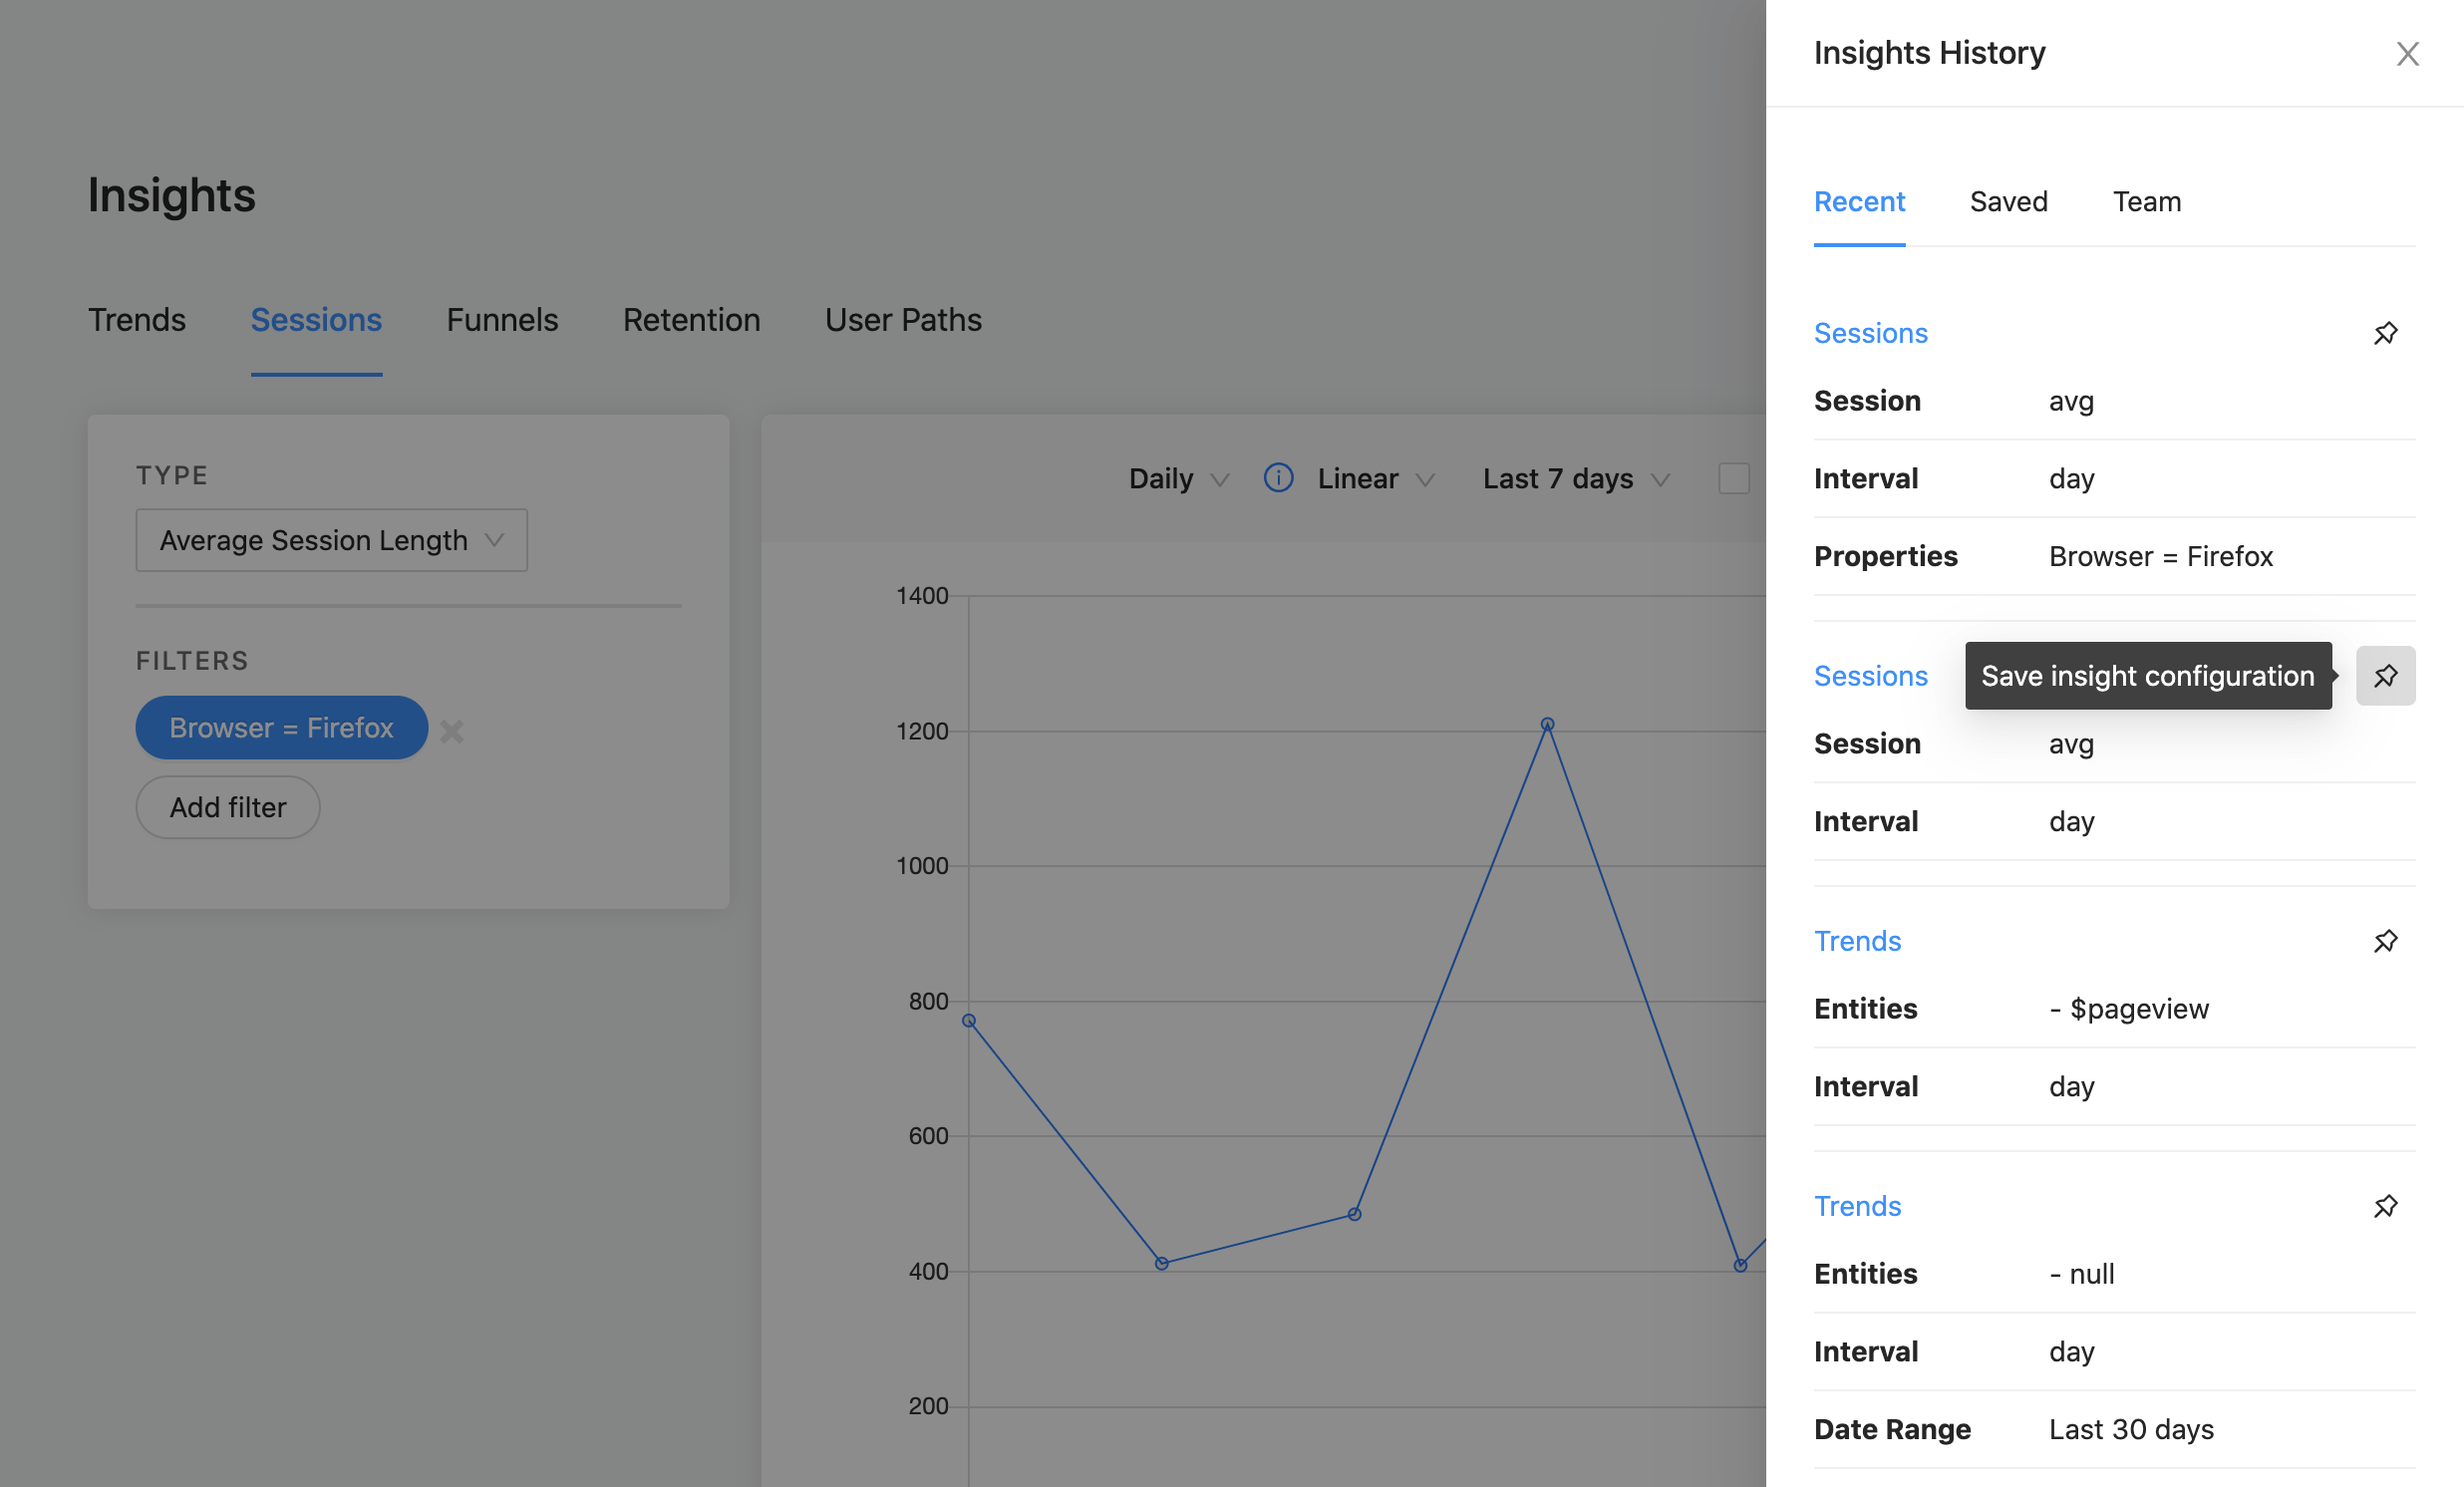 Insights
Trends Sessions Funnels Retention User Paths
TYPE
Average Session Length
FILTERS
Browser = Firefox
Add filter
Daily Linear Last 7 days
1400
1200
1000
800
600
400
200
Insights History
Recent Saved Team
Sessions
Session avg
Interval day
Properties Browser = Firefox
Sessions Save insight configuration
Session avg
Interval day
Trends
Entities - $pageview
Interval day
Trends
Entities - null
Interval day
Date Range Last 30 days